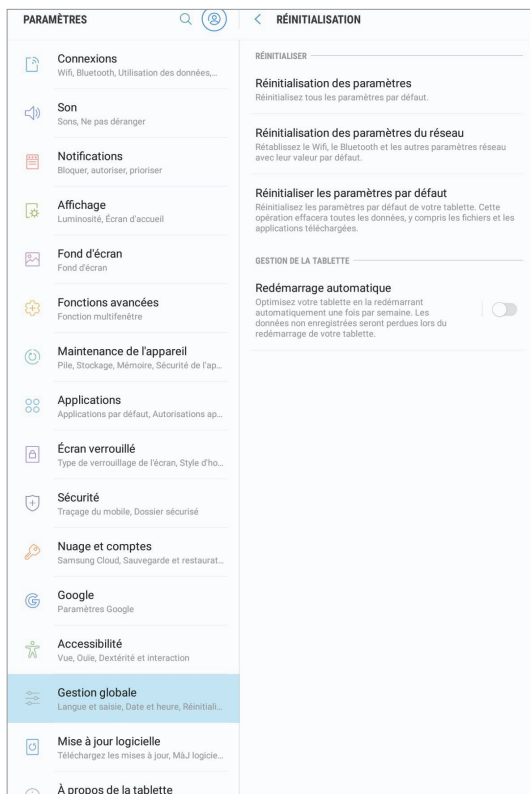 PARAMÈTRES
Connexions
Wifi, Bluetooth, Utilisation des données,...
Son
Sons, Ne pas déranger
Notifications
Bloquer, autoriser, prioriser
Affichage
Luminosité, Écran d'accueil
Fond d'écran
Fond d'écran
Fonctions avancées
Fonction multifenêtre
Maintenance de l'appareil
Pile, Stockage, Mémoire, Sécurité de l'ap...
Applications
Applications par défaut, Autorisations ap...
Écran verrouillé
Type de verrouillage de l'écran, Style d'ho...
Sécurité
Traçage du mobile, Dossier sécurisé
Nuage et comptes
Samsung Cloud, Sauvegarde et restaurat...
Google
Paramètres Google
Accessibilité
Vue, Ouïe, Dextérité et interaction
Gestion globale
Langue et saisie, Date et heure, Réinitiali...
Mise à jour logicielle
Téléchargez les mises à jour, MàJ logicie...
À propos de la tablette
RÉINITIALISATION
RÉINITIALISER
Réinitialisation des paramètres
Réinitialisez tous les paramètres par défaut.
Réinitialisation des paramètres du réseau
Rétablissez le Wifi, le Bluetooth et les autres paramètres réseau
avec leur valeur par défaut.
Réinitialiser les paramètres par défaut
Réinitialisez les paramètres par défaut de votre tablette. Cette
opération effacera toutes les données, y compris les fichiers et les
applications téléchargées.
GESTION DE LA TABLETTE
Redémarrage automatique
Optimisez votre tablette en la redémarrant
automatiquement une fois par semaine. Les
données non enregistrées seront perdues lors du
redémarrage de votre tablette.